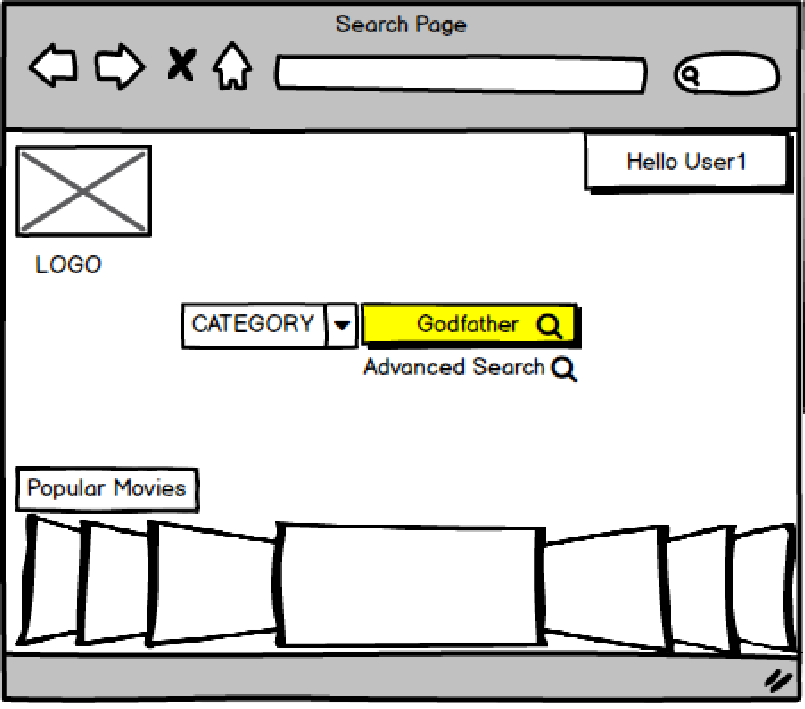 Search Page
Hello User1
LOGO
CATEGORY
Godfather
Advanced Search
Popular Movies